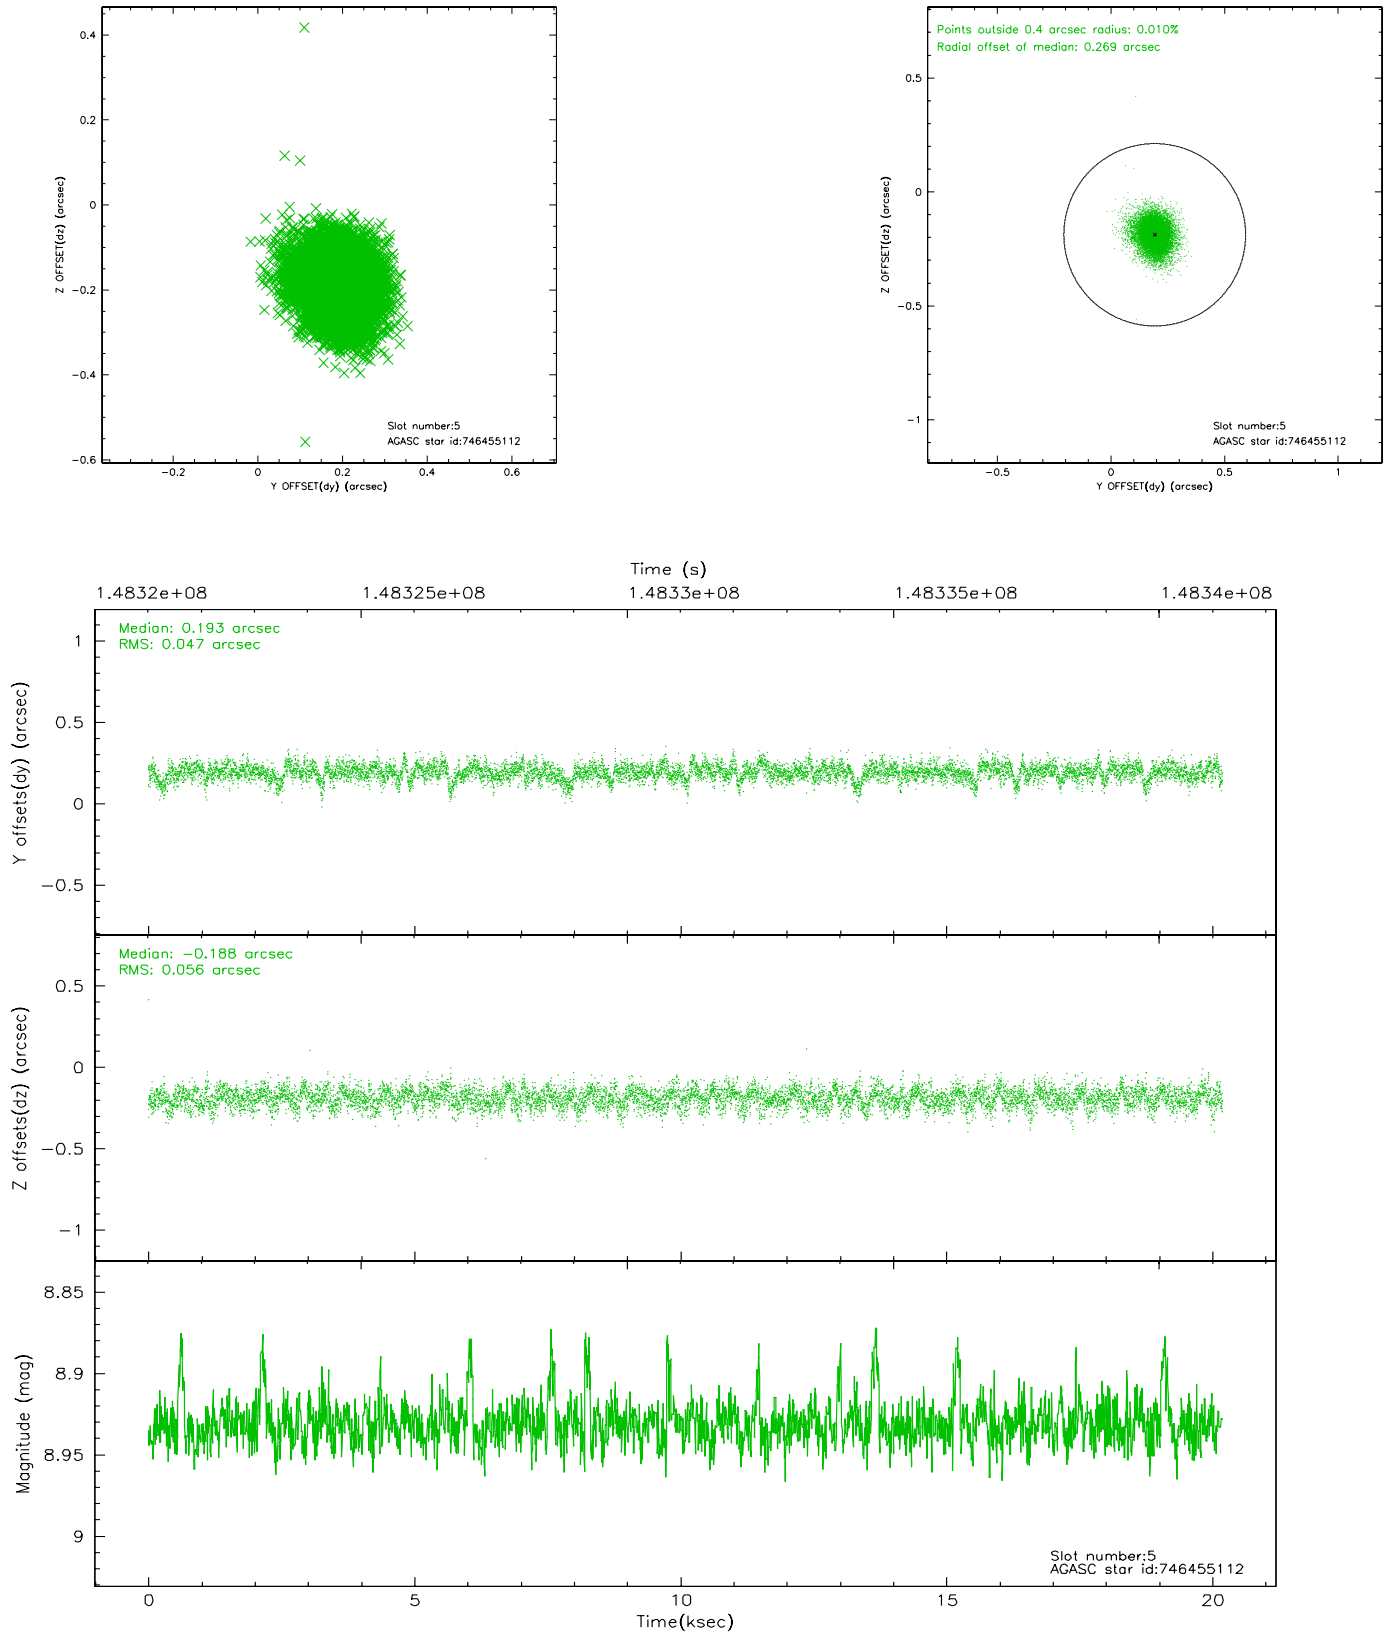 0.4
0.2
0
−0.2
−0.4
−0.6
Z OFFSET(dz) (arcsec)
Slot number:5
AGASC star id:746455112
−0.2 0 0.2 0.4 0.6
Y OFFSET(dy) (arcsec)
Points outside 0.4 arcsec radius: 0.010%
Radial offset of median: 0.269 arcsec
0.5
0
−0.5
−1
Z OFFSET(dz) (arcsec)
Slot number:5
AGASC star id:746455112
−0.5 0 0.5 1
Y OFFSET(dy) (arcsec)
Time (s)
1.4832e+08 1.48325e+08 1.4833e+08 1.48335e+08 1.4834e+08
Median: 0.193 arcsec
RMS: 0.047 arcsec
1
0.5
0
−0.5
Y offsets(dy) (arcsec)
Median: −0.188 arcsec
RMS: 0.056 arcsec
0.5
0
−0.5
−1
Z offsets(dz) (arcsec)
8.85
8.9
8.95
9
Magnitude (mag)
Slot number:5
AGASC star id:746455112
0 5 10 15 20
Time(ksec)